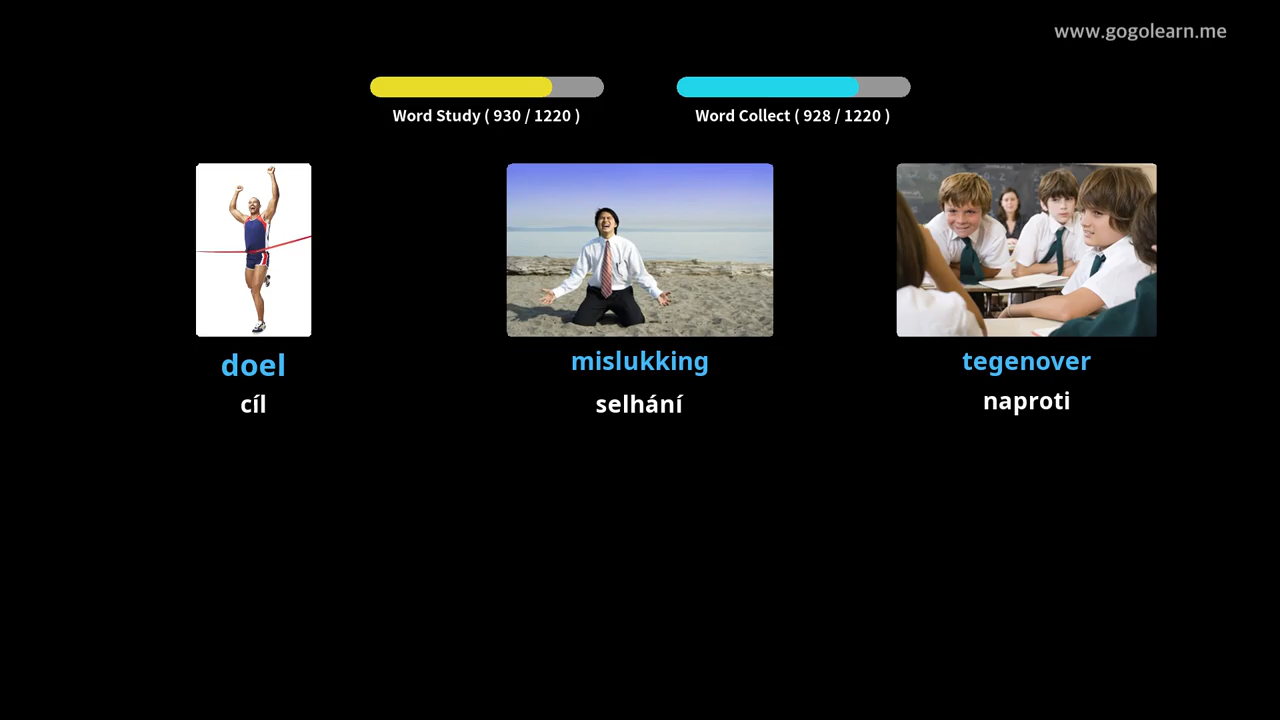 www.gogolearn.me
Word Study ( 930 / 1220 )
Word Collect ( 928 / 1220 )
doel
cíl
mislukking
selhání
tegenover
naproti